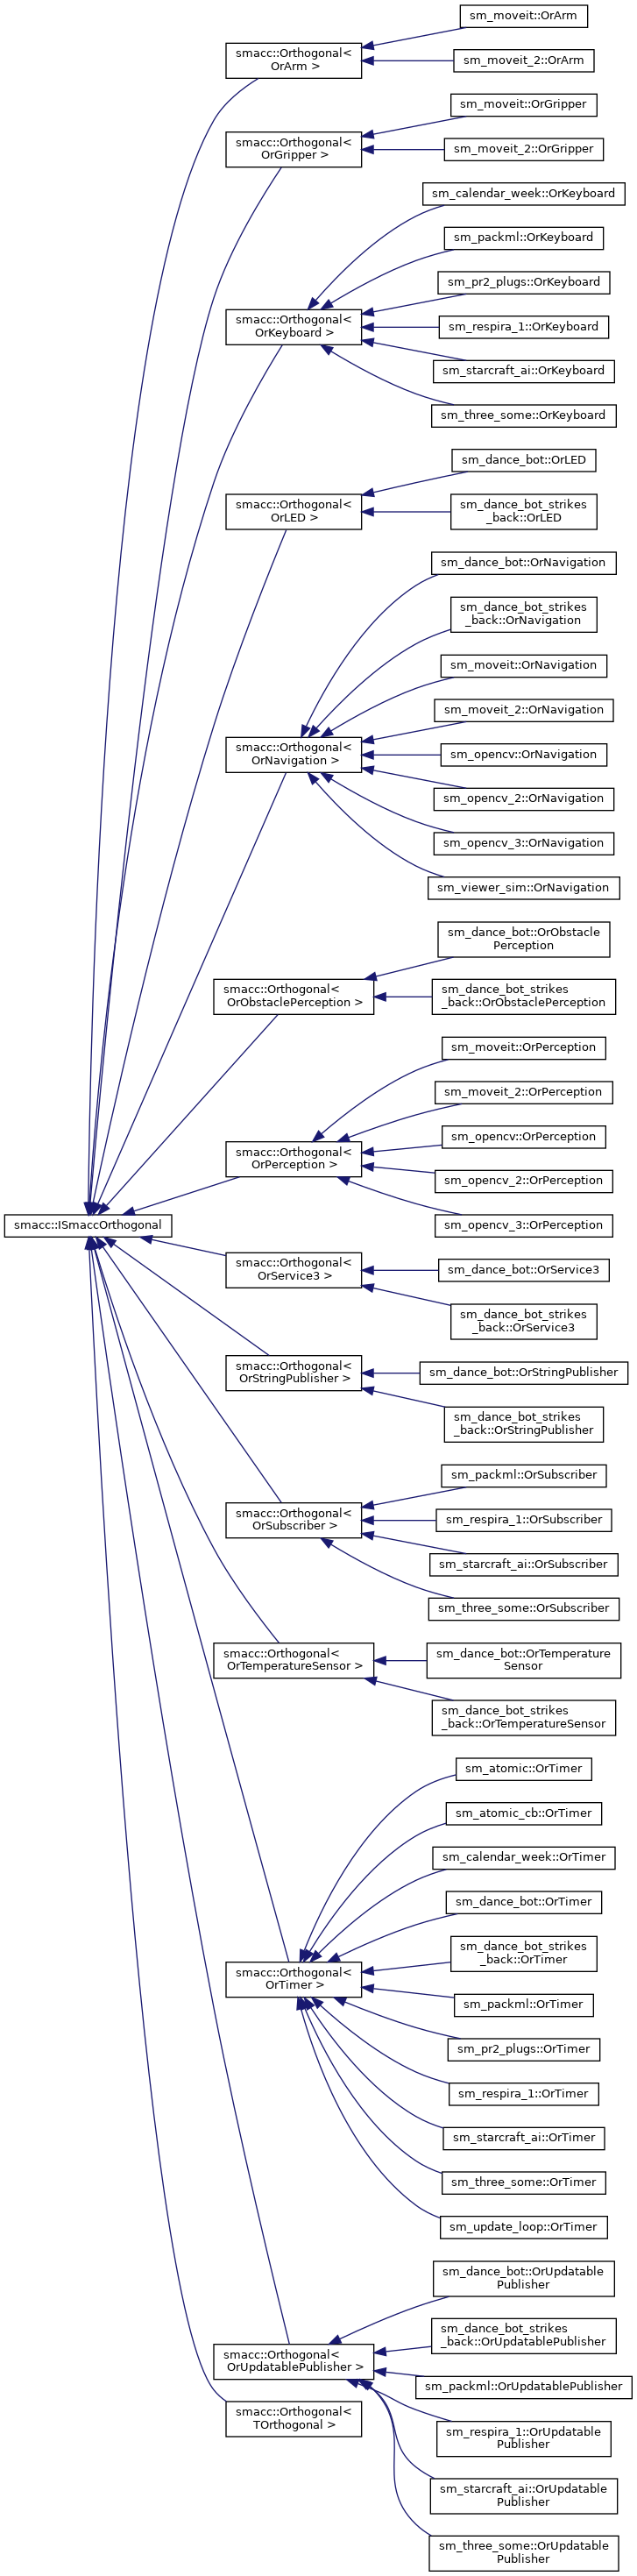 sm_moveit::OrArm
smacc::Orthogonal<
OrArm >
sm_moveit_2::OrArm
sm_moveit::OrGripper
smacc::Orthogonal<
OrGripper >
sm_moveit_2::OrGripper
sm_calendar_week::OrKeyboard
sm_packml::OrKeyboard
sm_pr2_plugs::OrKeyboard
smacc::Orthogonal<
OrKeyboard >
sm_respira_1::OrKeyboard
sm_starcraft_ai::OrKeyboard
sm_three_some::OrKeyboard
sm_dance_bot::OrLED
smacc::Orthogonal<
OrLED >
sm_dance_bot_strikes
_back::OrLED
sm_dance_bot::OrNavigation
sm_dance_bot_strikes
_back::OrNavigation
sm_moveit::OrNavigation
sm_moveit_2::OrNavigation
smacc::Orthogonal<
OrNavigation >
sm_opencv::OrNavigation
sm_opencv_2::OrNavigation
sm_opencv_3::OrNavigation
sm_viewer_sim::OrNavigation
sm_dance_bot::OrObstacle
Perception
smacc::Orthogonal<
OrObstaclePerception >
sm_dance_bot_strikes
_back::OrObstaclePerception
sm_moveit::OrPerception
sm_moveit_2::OrPerception
sm_opencv::OrPerception
smacc::Orthogonal<
OrPerception >
sm_opencv_2::OrPerception
sm_opencv_3::OrPerception
smacc::ISmaccOrthogonal
smacc::Orthogonal<
OrService3 >
sm_dance_bot::OrService3
sm_dance_bot_strikes
_back::OrService3
smacc::Orthogonal<
OrStringPublisher >
sm_dance_bot::OrStringPublisher
sm_dance_bot_strikes
_back::OrStringPublisher
sm_packml::OrSubscriber
smacc::Orthogonal<
OrSubscriber >
sm_respira_1::OrSubscriber
sm_starcraft_ai::OrSubscriber
sm_three_some::OrSubscriber
smacc::Orthogonal<
OrTemperatureSensor >
sm_dance_bot::OrTemperature
Sensor
sm_dance_bot_strikes
_back::OrTemperatureSensor
sm_atomic::OrTimer
sm_atomic_cb::OrTimer
sm_calendar_week::OrTimer
sm_dance_bot::OrTimer
sm_dance_bot_strikes
_back::OrTimer
smacc::Orthogonal<
OrTimer >
sm_packml::OrTimer
sm_pr2_plugs::OrTimer
sm_respira_1::OrTimer
sm_starcraft_ai::OrTimer
sm_three_some::OrTimer
sm_update_loop::OrTimer
sm_dance_bot::OrUpdatable
Publisher
sm_dance_bot_strikes
_back::OrUpdatablePublisher
smacc::Orthogonal<
OrUpdatablePublisher >
sm_packml::OrUpdatablePublisher
smacc::Orthogonal<
TOrthogonal >
sm_respira_1::OrUpdatable
Publisher
sm_starcraft_ai::OrUpdatable
Publisher
sm_three_some::OrUpdatable
Publisher